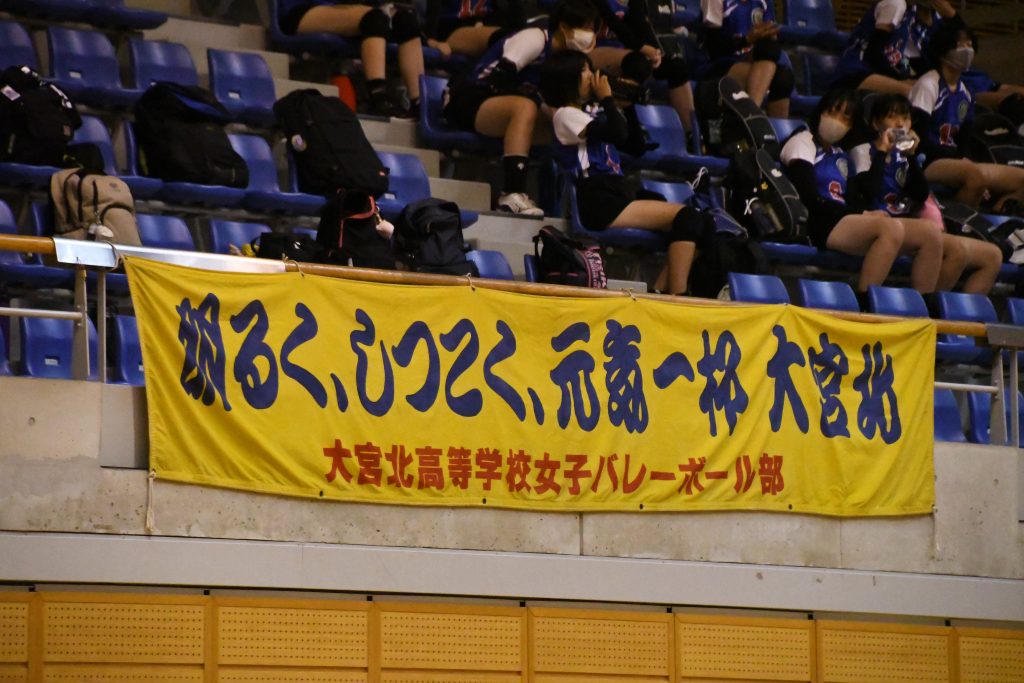 明るく、しつこく、元氣一杯 大宮北
大宮北高等学校女子バレーボール部